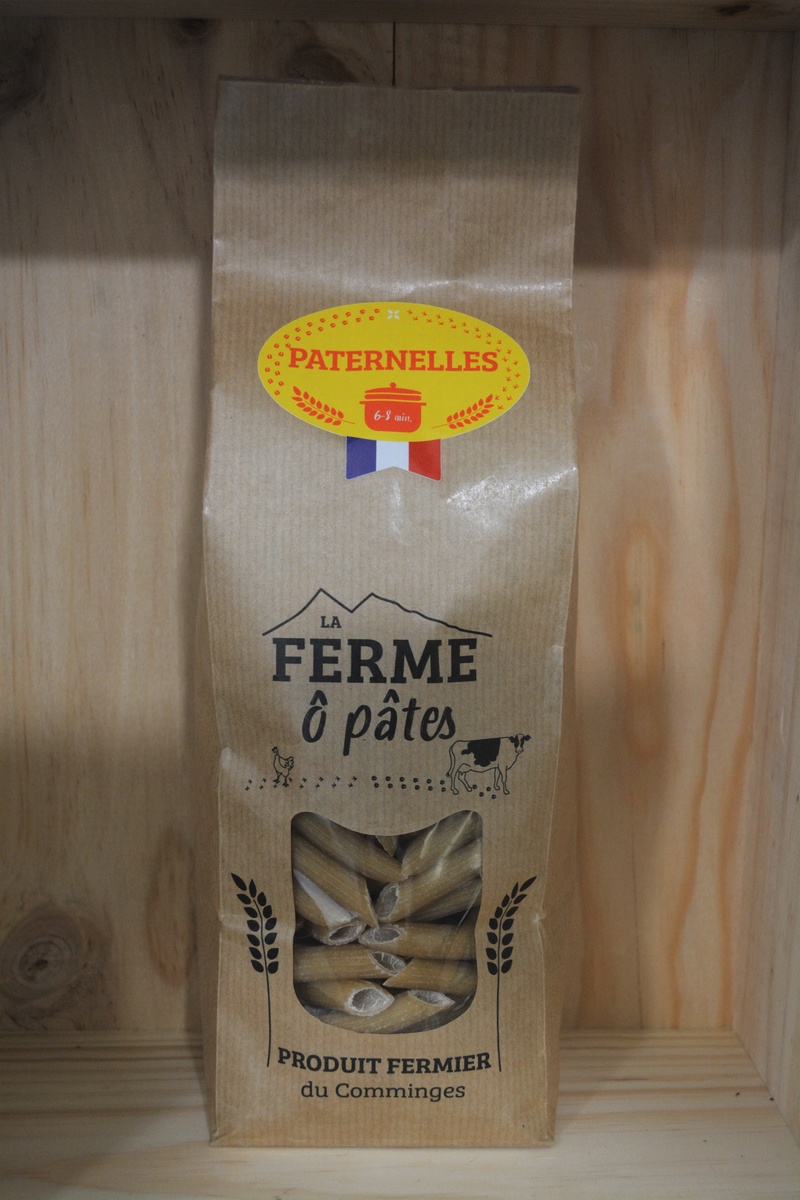 PATERNELLES
6-8 min.
LA
FERME
ô pâtes
PRODUIT FERMIER
du Comminges